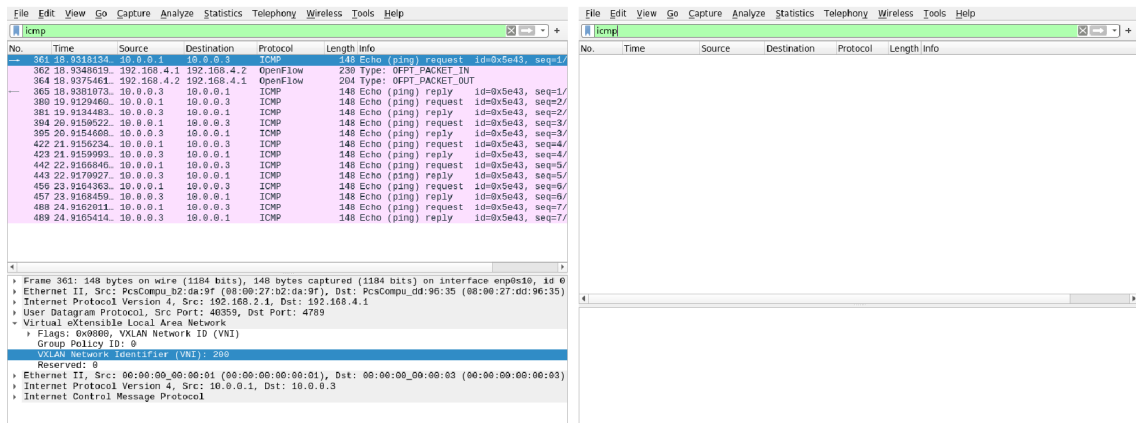 File Edit View Go Capture Analyze Statistics Telephony Wireless Tools Help
icmp
No. Time Source Destination Protocol Length Info
361 18.9318134… 10.0.0.1 10.0.0.3 ICMP 148 Echo (ping) request id=0x5e43, seq=1/
362 18.9348619… 192.168.4.1 192.168.4.2 OpenFlow 230 Type: OFPT_PACKET_IN
364 18.9375461… 192.168.4.2 192.168.4.1 OpenFlow 204 Type: OFPT_PACKET_OUT
365 18.9381073… 10.0.0.3 10.0.0.1 ICMP 148 Echo (ping) reply id=0x5e43, seq=1/
380 19.9129460… 10.0.0.1 10.0.0.3 ICMP 148 Echo (ping) request id=0x5e43, seq=2/
381 19.9134483… 10.0.0.3 10.0.0.1 ICMP 148 Echo (ping) reply id=0x5e43, seq=2/
394 20.9150522… 10.0.0.1 10.0.0.3 ICMP 148 Echo (ping) request id=0x5e43, seq=3/
395 20.9154608… 10.0.0.3 10.0.0.1 ICMP 148 Echo (ping) reply id=0x5e43, seq=3/
422 21.9156234… 10.0.0.1 10.0.0.3 ICMP 148 Echo (ping) request id=0x5e43, seq=4/
423 21.9159993… 10.0.0.3 10.0.0.1 ICMP 148 Echo (ping) reply id=0x5e43, seq=4/
442 22.9166846… 10.0.0.1 10.0.0.3 ICMP 148 Echo (ping) request id=0x5e43, seq=5/
443 22.9170927… 10.0.0.3 10.0.0.1 ICMP 148 Echo (ping) reply id=0x5e43, seq=5/
456 23.9164363… 10.0.0.1 10.0.0.3 ICMP 148 Echo (ping) request id=0x5e43, seq=6/
457 23.9168459… 10.0.0.3 10.0.0.1 ICMP 148 Echo (ping) reply id=0x5e43, seq=6/
488 24.9162011… 10.0.0.1 10.0.0.3 ICMP 148 Echo (ping) request id=0x5e43, seq=7/
489 24.9165414… 10.0.0.3 10.0.0.1 ICMP 148 Echo (ping) reply id=0x5e43, seq=7/
Frame 361: 148 bytes on wire (1184 bits), 148 bytes captured (1184 bits) on interface enp0s10, id 0
Ethernet II, Src: PcsCompu_b2:da:9f (08:00:27:b2:da:9f), Dst: PcsCompu_dd:96:35 (08:00:27:dd:96:35)
Internet Protocol Version 4, Src: 192.168.2.1, Dst: 192.168.4.1
User Datagram Protocol, Src Port: 40359, Dst Port: 4789
Virtual eXtensible Local Area Network
Flags: 0x0800, VXLAN Network ID (VNI)
Group Policy ID: 0
VXLAN Network Identifier (VNI): 200
Reserved: 0
Ethernet II, Src: 00:00:00_00:00:01 (00:00:00:00:00:01), Dst: 00:00:00_00:00:03 (00:00:00:00:00:03)
Internet Protocol Version 4, Src: 10.0.0.1, Dst: 10.0.0.3
Internet Control Message Protocol
File Edit View Go Capture Analyze Statistics Telephony Wireless Tools Help
icmp
No. Time Source Destination Protocol Length Info